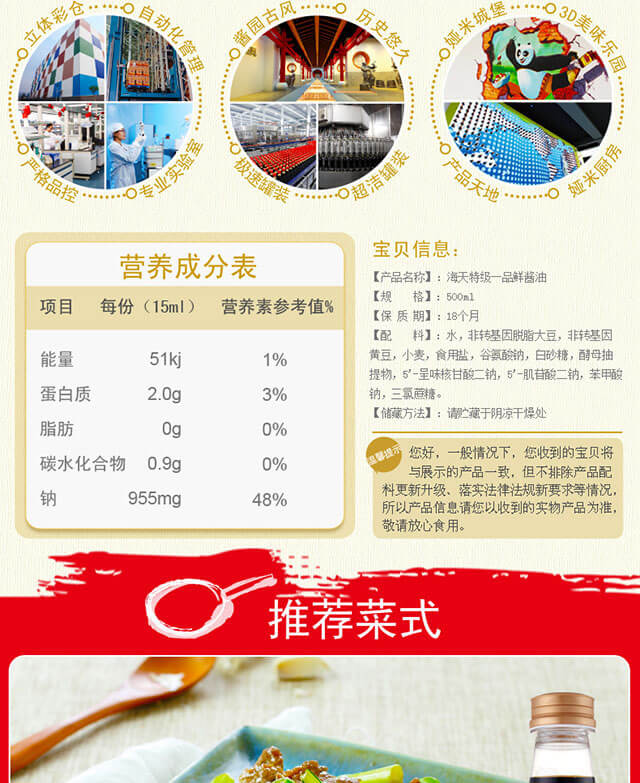 立体彩仓
自动化管理
严格品控
专业实验室
酱园古风
历史悠久
极速罐装
超洁罐装
娅米城堡
3D美味乐园
产品天地
娅米厨房
营养成分表
项目 每份（15ml） 营养素参考值%
能量 51kj 1%
蛋白质 2.0g 3%
脂肪 0g 0%
碳水化合物 0.9g 0%
钠 955mg 48%
宝贝信息：
【产品名称】：海天特级一品鲜酱油
【规 格】：500ml
【保 质 期】：18个月
【配 料】：水，非转基因脱脂大豆，非转基因
黄豆，小麦，食用盐，谷氨酸钠，白砂糖，酵母抽
提物，5'-呈味核甘酸二钠，5'-肌苷酸二钠，苯甲酸
钠，三氯蔗糖。
【储藏方法】：请贮藏于阴凉干燥处
温馨提示
您好，一般情况下，您收到的宝贝将
与展示的产品一致，但不排除产品配
料更新升级、落实法律法规新要求等情况，
所以产品信息请您以收到的实物产品为准，
敬请放心食用。
推荐菜式